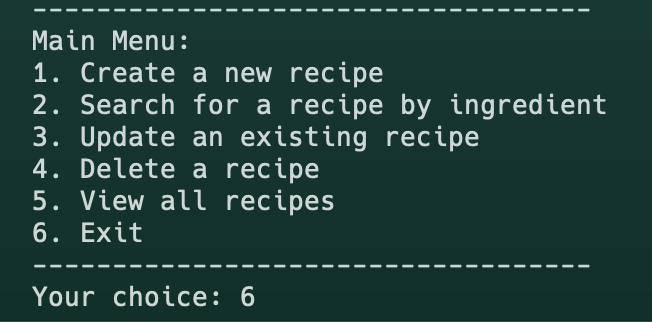 -----------------------------------
Main Menu:
1. Create a new recipe
2. Search for a recipe by ingredient
3. Update an existing recipe
4. Delete a recipe
5. View all recipes
6. Exit
-----------------------------------
Your choice: 6